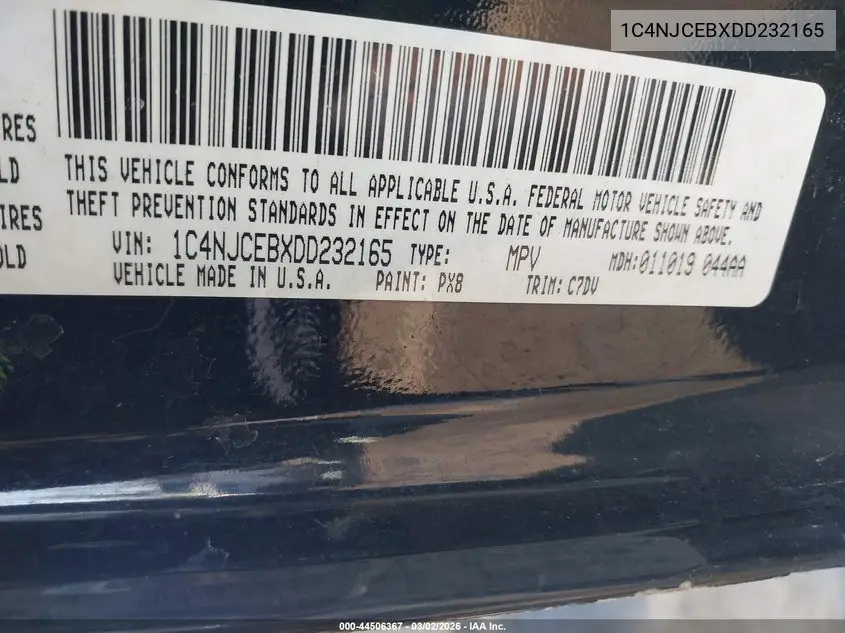 1C4NJCEBXDD232165
RES
LD
IRES
OLD
THIS VEHICLE CONFORMS TO ALL APPLICABLE U.S.A. FEDERAL MOTOR VEHICLE SAFETY AND
THEFT PREVENTION STANDARDS IN EFFECT ON THE DATE OF MANUFACTURE SHOWN ABOVE.
VIN: 1C4NJCEBXDD232165 TYPE: MPV MDH:011019 044AA
VEHICLE MADE IN U.S.A. PAINT: PX8 TRIM: C7DV
000-44506367 - 03/02/2026 - IAA Inc.